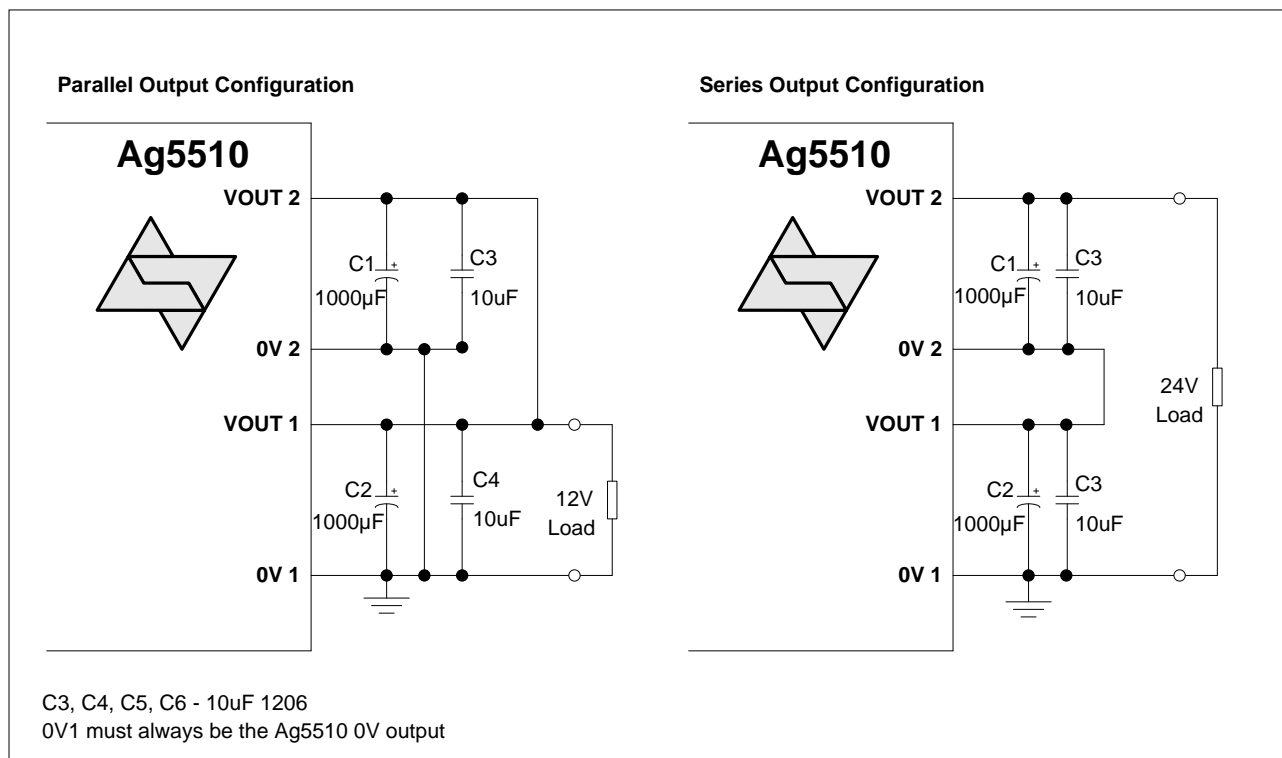 Parallel Output Configuration
Ag5510
VOUT 2
C1
+
1000µF
C3
10uF
0V 2
VOUT 1
C2
+
1000µF
C4
10uF
12V
Load
0V 1
Series Output Configuration
Ag5510
VOUT 2
C1
+
1000µF
C3
10uF
0V 2
24V
Load
VOUT 1
C2
+
1000µF
C3
10uF
0V 1
C3, C4, C5, C6 - 10uF 1206
0V1 must always be the Ag5510 0V output